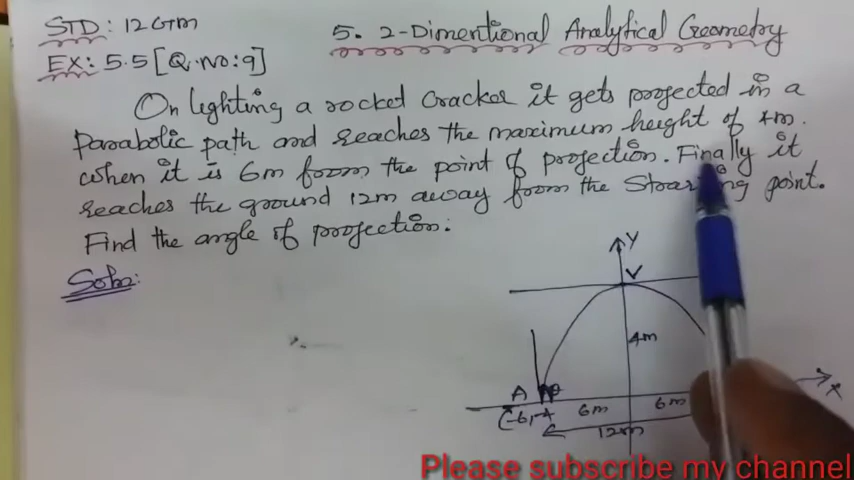 STD: 12 GM
5. 2-Dimentional Analytical Geometry
EX: 5.5 [Q.No:9]
On lighting a rocket cracker it gets projected in a
Parabolic path and reaches the maximum height of 4m.
when it is 6m from the point of projection. Finally it
reaches the ground 12m away from the Starting point.
Find the angle of projection.
Soln:
Y
V
4m
A
6m
6m
X
(-6,-4
12m
Please subscribe my channel